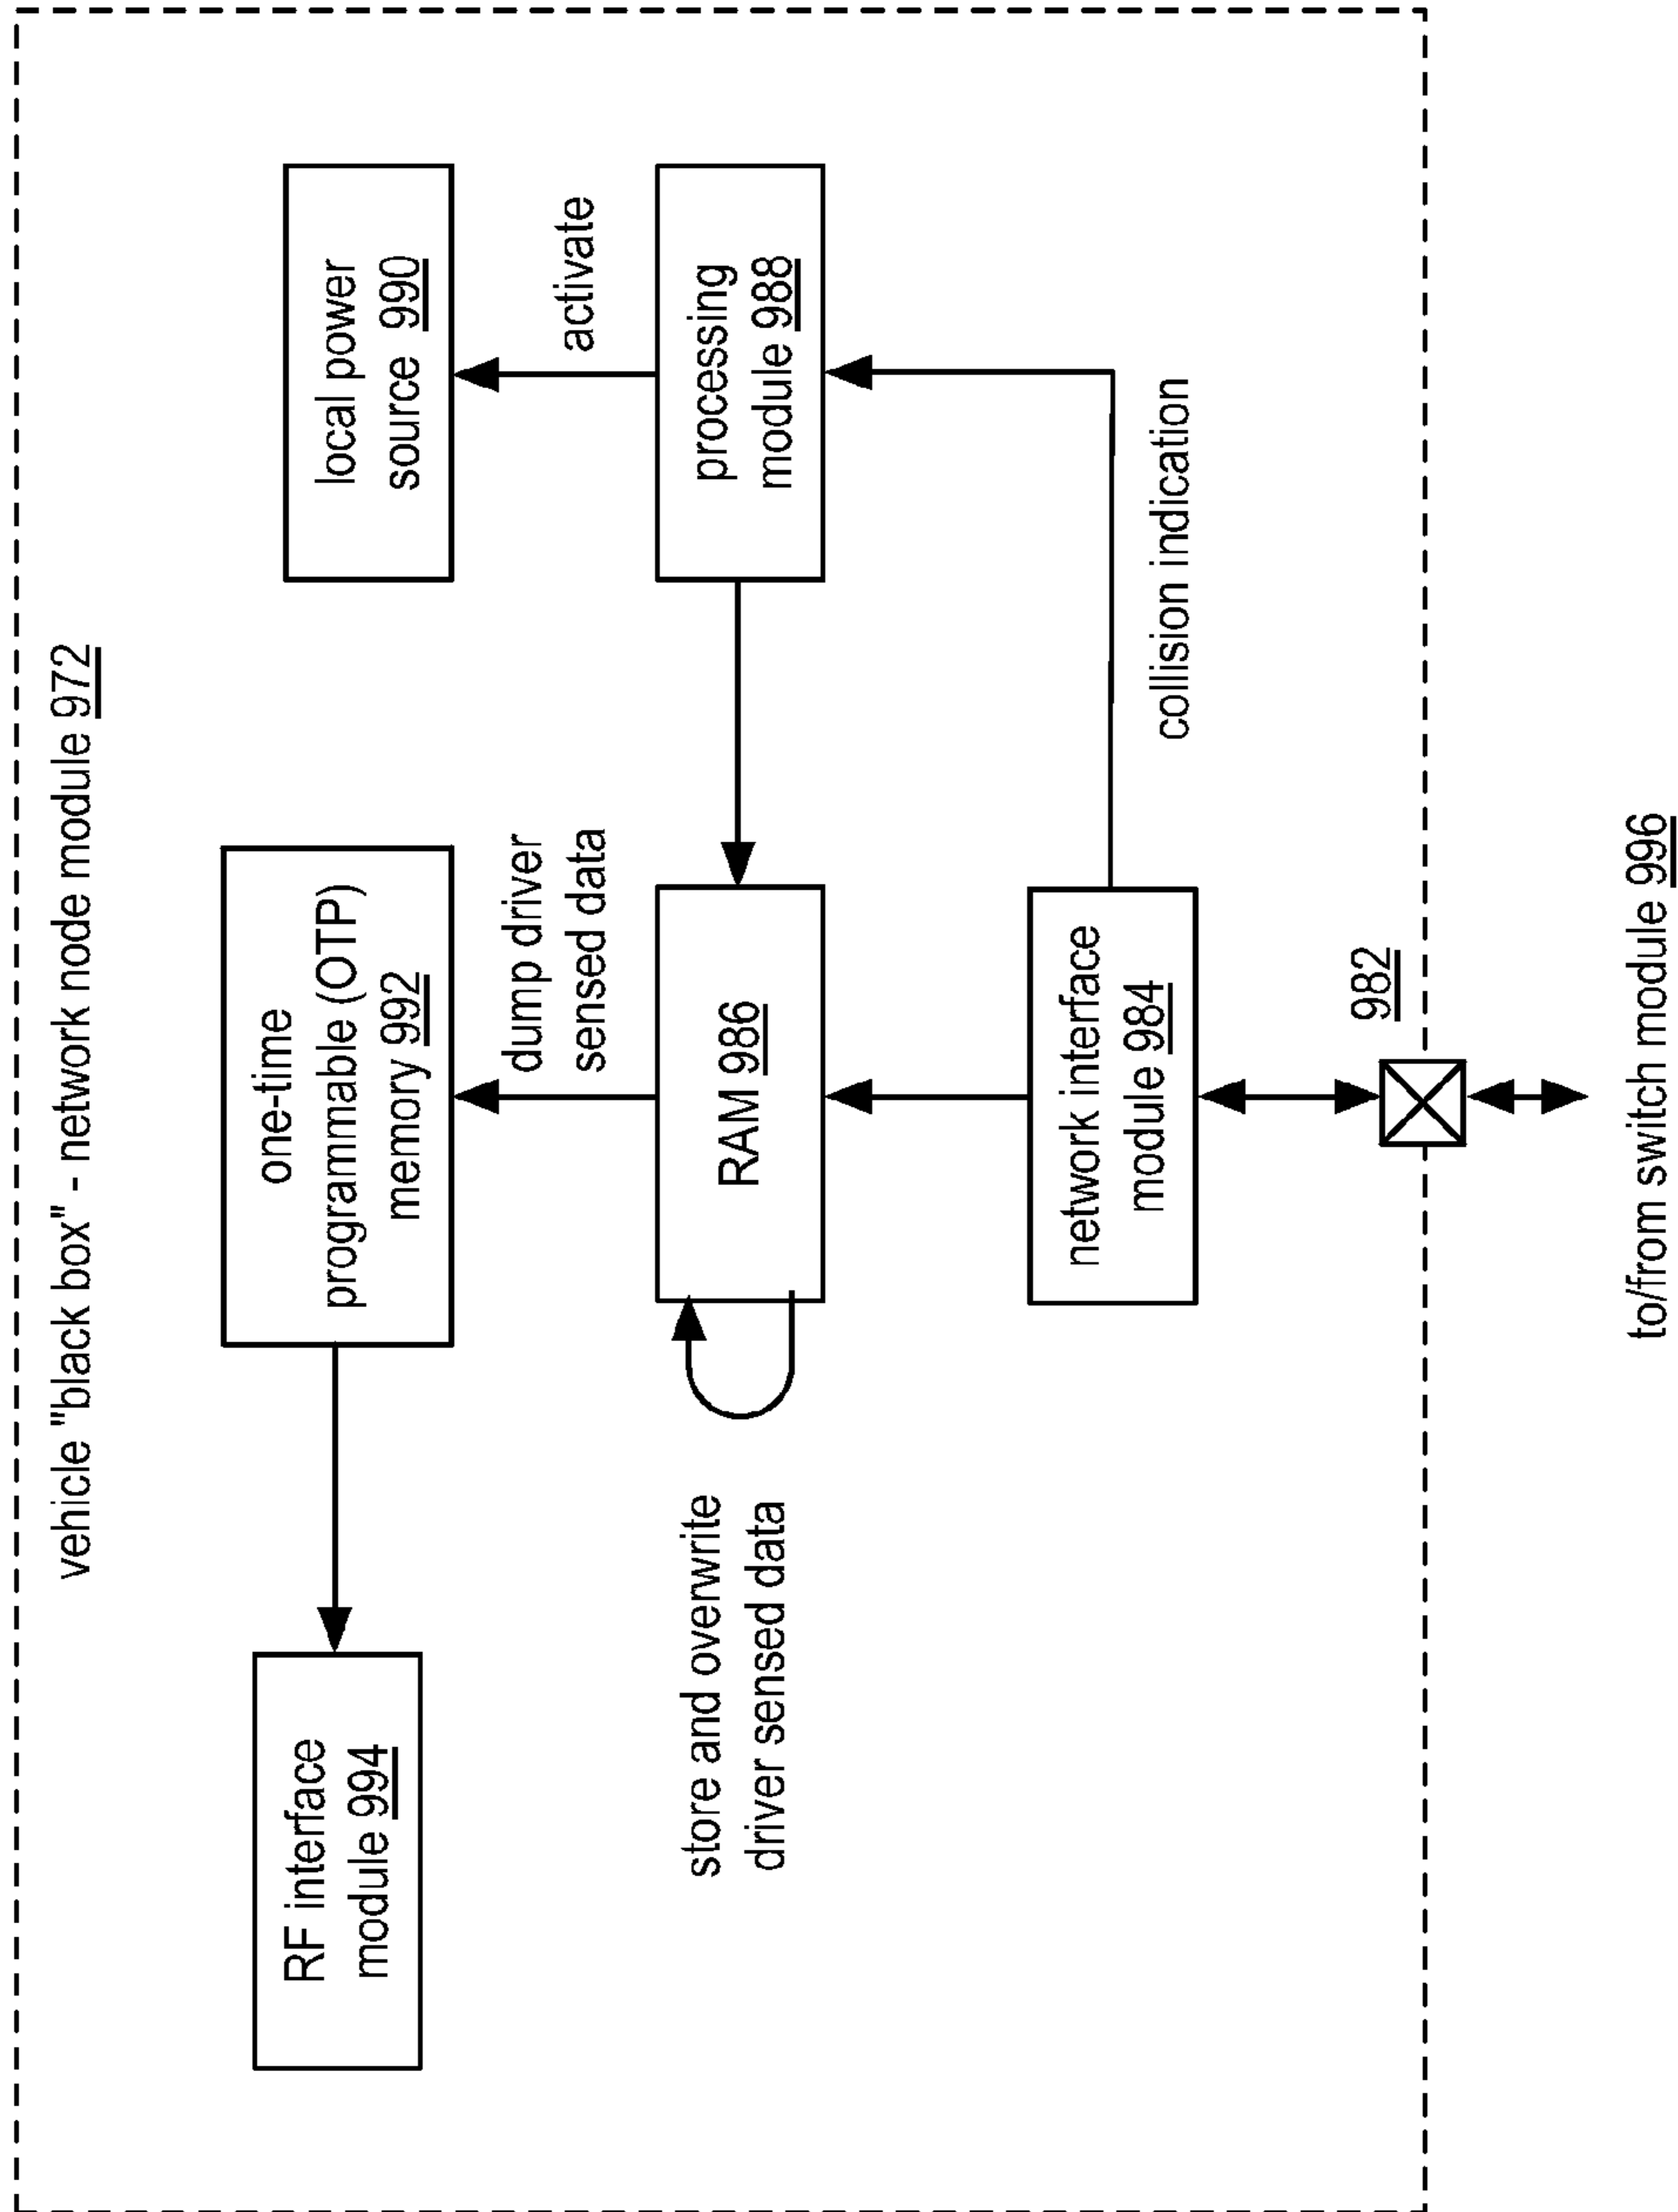 vehicle "black box" - network node module 972
RF interface
module 994
one-time
programmable (OTP)
memory 992
local power
source 990
dump driver
sensed data
activate
store and overwrite
driver sensed data
RAM 986
processing
module 988
network interface
module 984
collision indication
982
to/from switch module 996